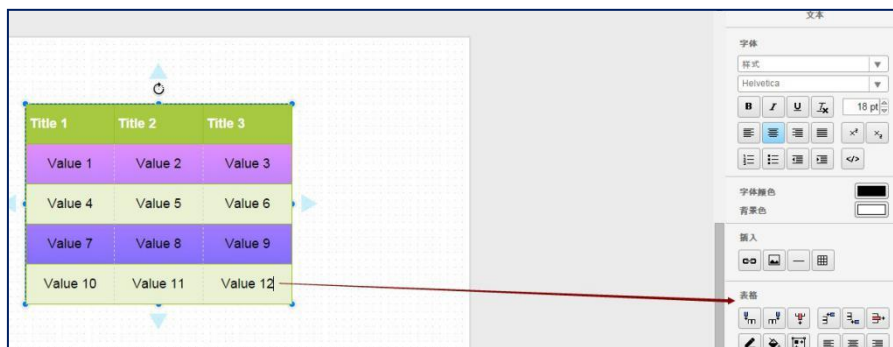 文本
字体
样式
Helvetica
B I U T
18 pt
字体颜色
背景色
插入
表格
Title 1 Title 2 Title 3
Value 1 Value 2 Value 3
Value 4 Value 5 Value 6
Value 7 Value 8 Value 9
Value 10 Value 11 Value 12